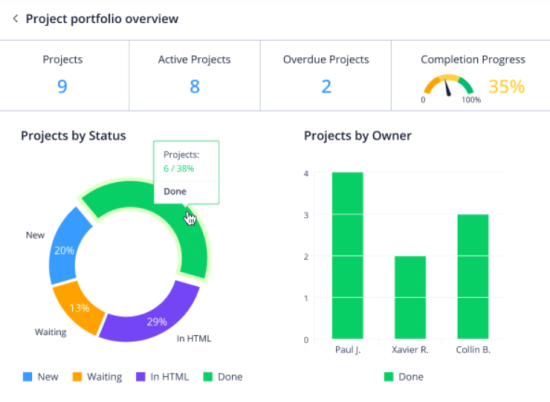 Project portfolio overview
Projects
9
Active Projects
8
Overdue Projects
2
Completion Progress
0
100%
35%
Projects by Status
Projects:
6 / 38%
Done
New
20%
13%
Waiting
29%
In HTML
New
Waiting
In HTML
Done
Projects by Owner
4
3
2
1
0
Paul J.
Xavier R.
Collin B.
Done